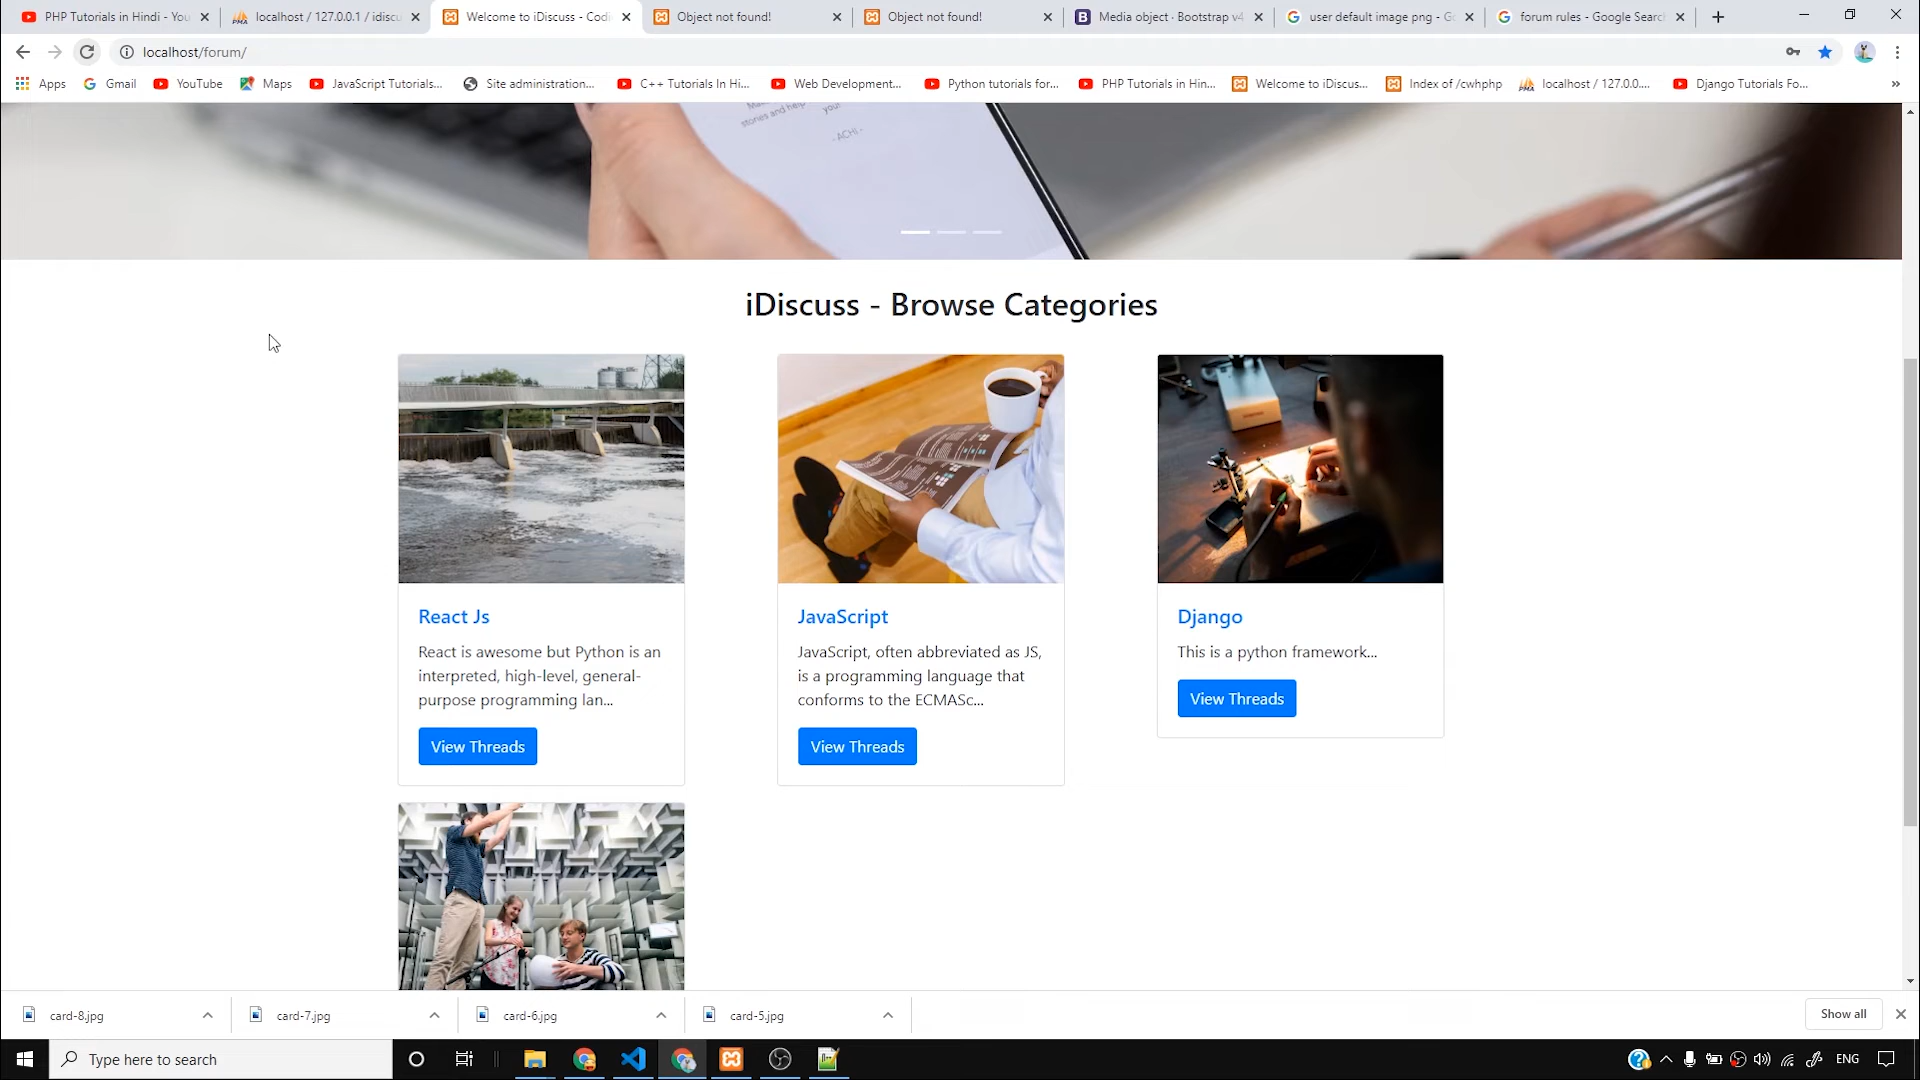 PHP Tutorials in Hindi - You
localhost / 127.0.0.1 / idiscu
Welcome to iDiscuss - Codi
Object not found!
Object not found!
Media object · Bootstrap v4
user default image png - Go
forum rules - Google Search
localhost/forum/
Apps
Gmail
YouTube
Maps
JavaScript Tutorials...
Site administration...
C++ Tutorials In Hi...
Web Development...
Python tutorials for...
PHP Tutorials in Hin...
Welcome to iDiscus...
Index of /cwhphp
localhost / 127.0.0....
Django Tutorials Fo...
stories and help
you!
- ACHi -
iDiscuss - Browse Categories
React Js
React is awesome but Python is an
interpreted, high-level, general-
purpose programming lan...
View Threads
JavaScript
JavaScript, often abbreviated as JS,
is a programming language that
conforms to the ECMASc...
View Threads
Django
This is a python framework...
View Threads
card-8.jpg
card-7.jpg
card-6.jpg
card-5.jpg
Show all
Type here to search
ENG